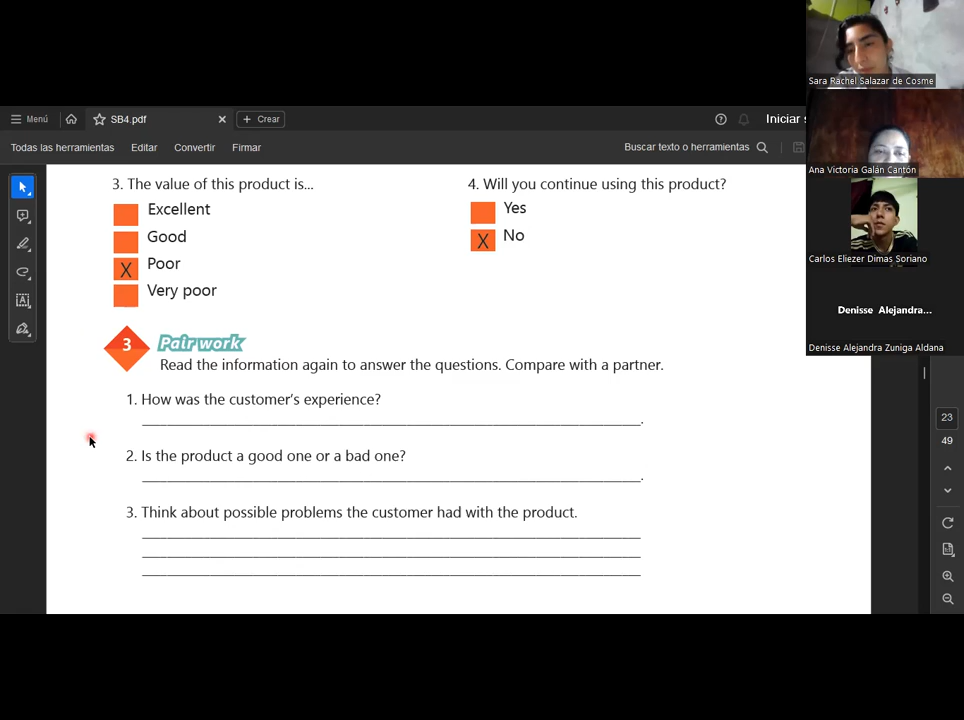 Sara Rachel Salazar de Cosme
Menú
SB4.pdf
Crear
Iniciar s
Todas las herramientas
Editar
Convertir
Firmar
Buscar texto o herramientas
Ana Victoria Galán Cantón
3. The value of this product is...
4. Will you continue using this product?
Excellent
Yes
Good
X No
X Poor
Very poor
Carlos Eliezer Dimas Soriano
Denisse Alejandra...
Denisse Alejandra Zuniga Aldana
3 Pair work
Read the information again to answer the questions. Compare with a partner.
1. How was the customer's experience?
2. Is the product a good one or a bad one?
3. Think about possible problems the customer had with the product.
23
49